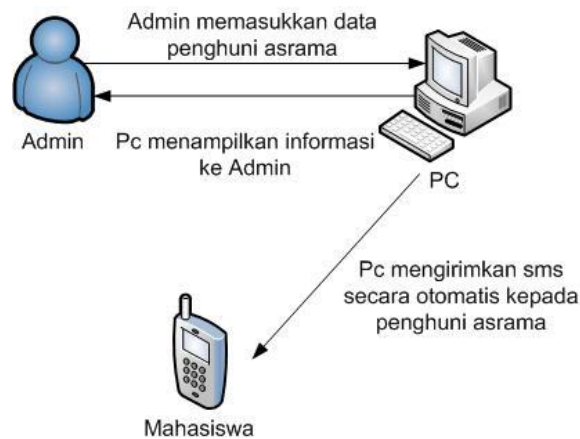 Admin memasukkan data
penghuni asrama
Admin
Pc menampilkan informasi
ke Admin
PC
Pc mengirimkan sms
secara otomatis kepada
penghuni asrama
Mahasiswa